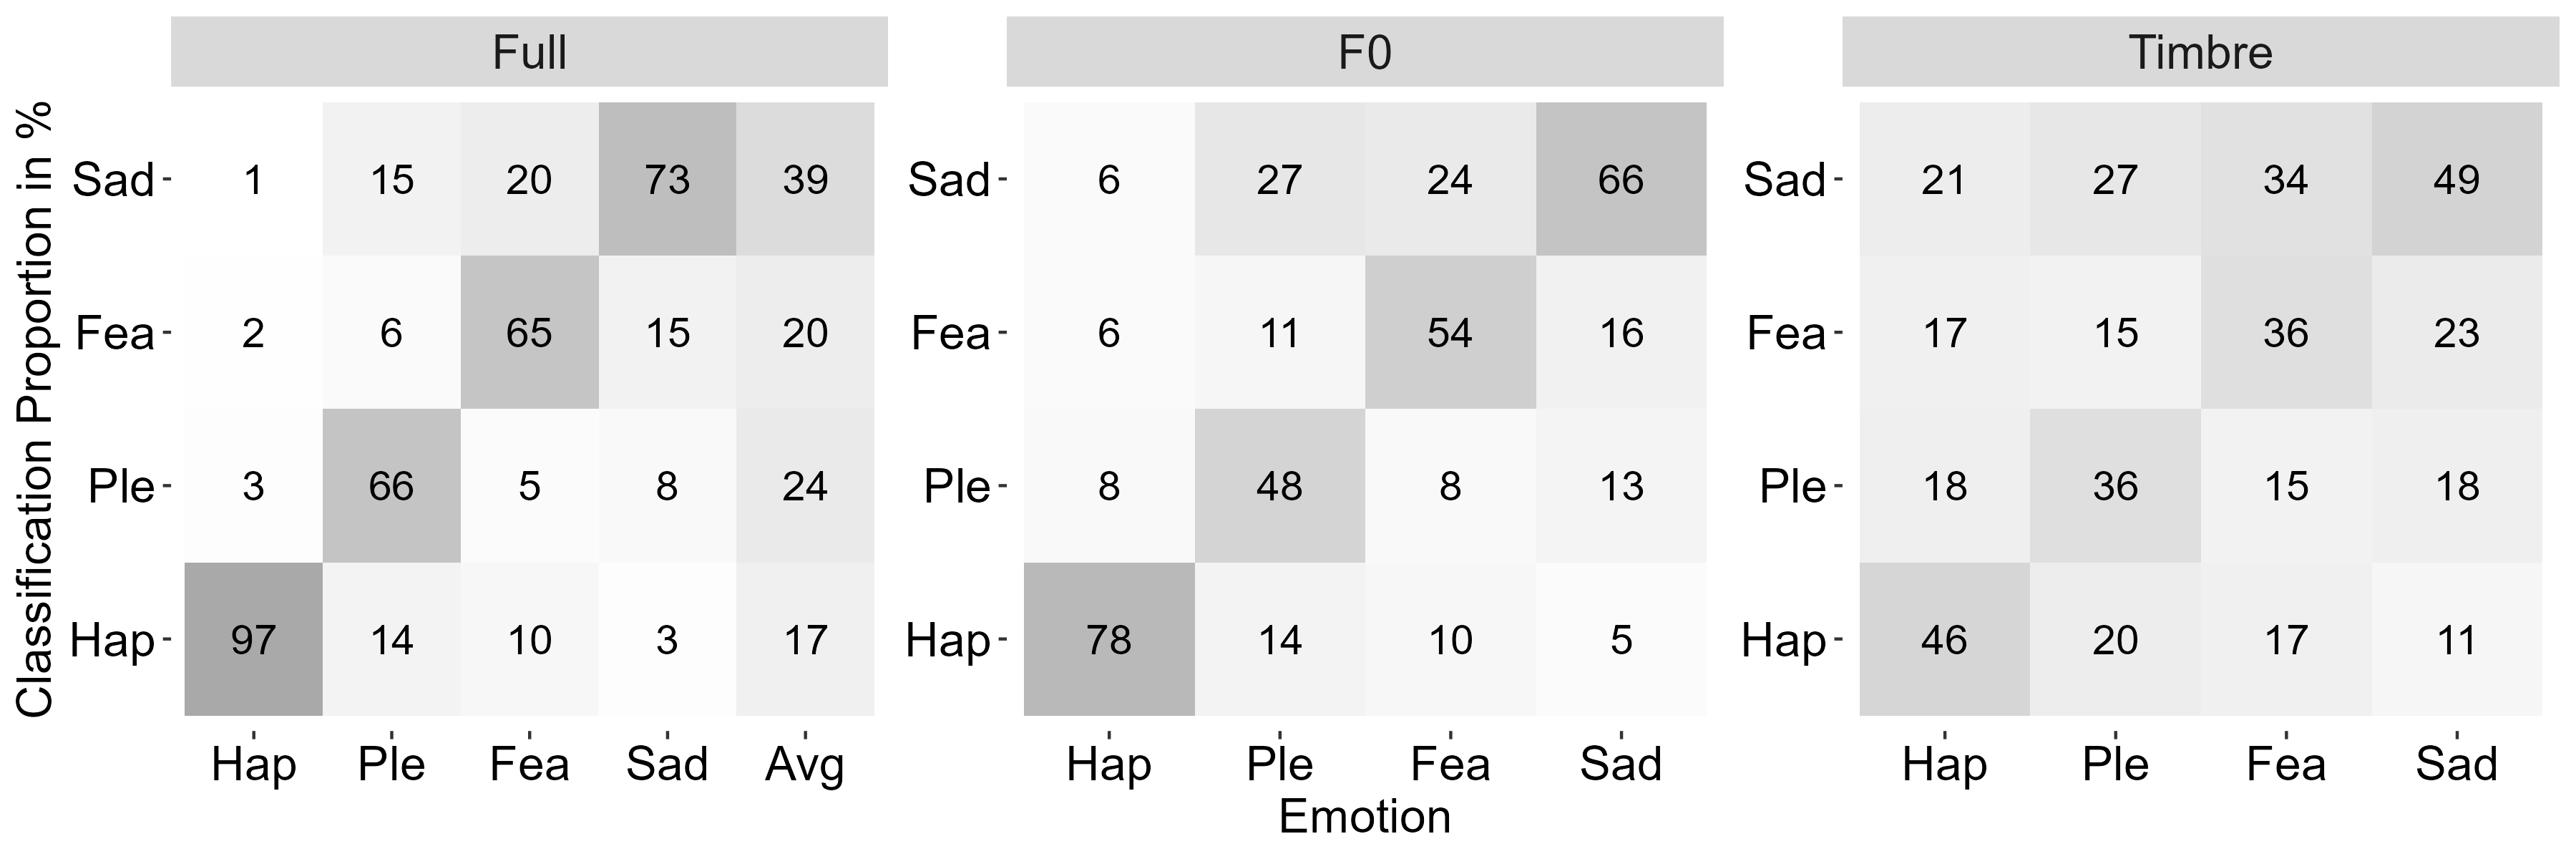 Full F0 Timbre
Classification Proportion in %
Sad 1 15 20 73 39 Sad 6 27 24 66 Sad 21 27 34 49
Fea 2 6 65 15 20 Fea 6 11 54 16 Fea 17 15 36 23
Ple 3 66 5 8 24 Ple 8 48 8 13 Ple 18 36 15 18
Hap 97 14 10 3 17 Hap 78 14 10 5 Hap 46 20 17 11
Hap Ple Fea Sad Avg Hap Ple Fea Sad Hap Ple Fea Sad
Emotion